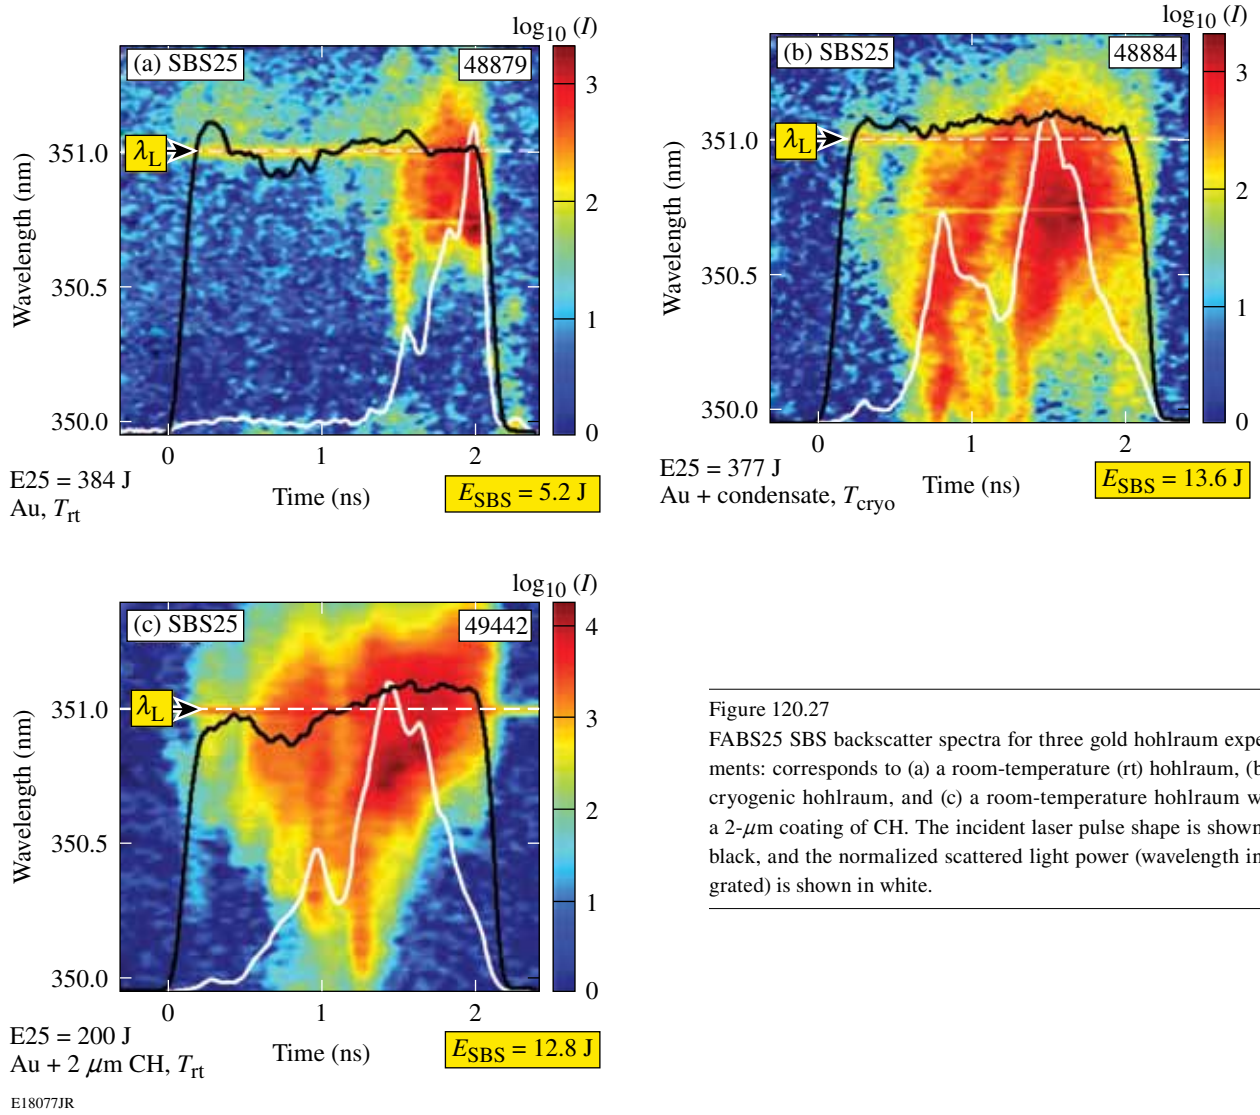 log10 (I)
(a) SBS25
48879
λL
351.0
350.5
350.0
Wavelength (nm)
3
2
1
0
0 1 2
Time (ns)
E25 = 384 J
Au, Trt
ESBS = 5.2 J
log10 (I)
(b) SBS25
48884
λL
351.0
350.5
350.0
Wavelength (nm)
3
2
1
0
0 1 2
Time (ns)
E25 = 377 J
Au + condensate, Tcryo
ESBS = 13.6 J
log10 (I)
(c) SBS25
49442
λL
351.0
350.5
350.0
Wavelength (nm)
4
3
2
1
0
0 1 2
Time (ns)
E25 = 200 J
Au + 2 μm CH, Trt
ESBS = 12.8 J
E18077JR
Figure 120.27
FABS25 SBS backscatter spectra for three gold hohlraum expe
ments: corresponds to (a) a room-temperature (rt) hohlraum, (b
cryogenic hohlraum, and (c) a room-temperature hohlraum w
a 2-μm coating of CH. The incident laser pulse shape is shown
black, and the normalized scattered light power (wavelength in
grated) is shown in white.